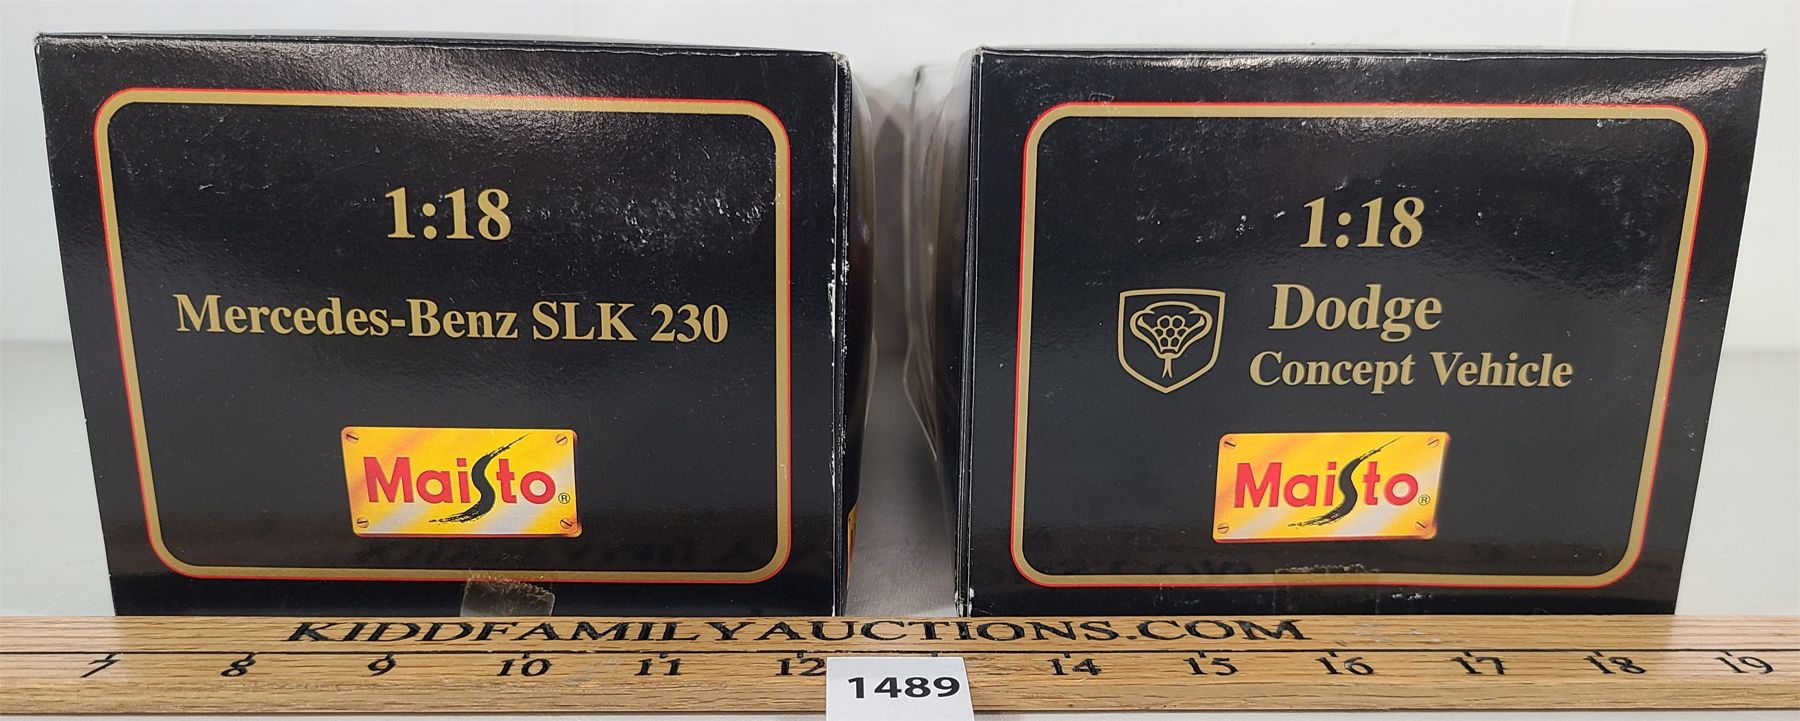 1:18
Mercedes-Benz SLK 230
Maisto®
1:18
Dodge
Concept Vehicle
Maisto®
KIDDFAMILYAUCTIONS.COM
7 8 9 10 11 12 14 15 16 17 18 19
1489